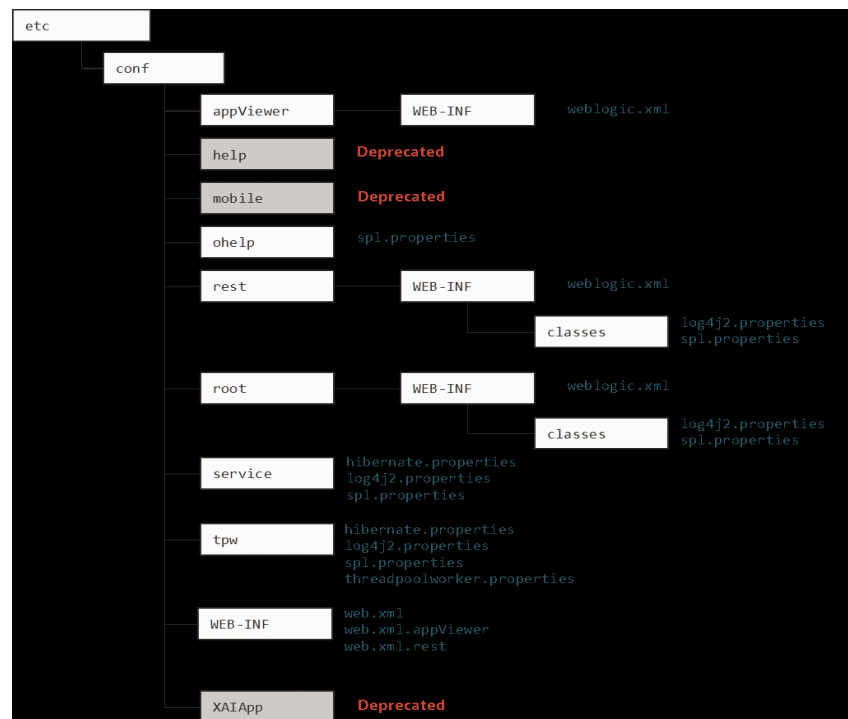 etc
conf
appViewer
WEB-INF
weblogic.xml
help
Deprecated
mobile
Deprecated
ohelp
spl.properties
rest
WEB-INF
weblogic.xml
classes
log4j2.properties
spl.properties
root
WEB-INF
weblogic.xml
classes
log4j2.properties
spl.properties
service
hibernate.properties
log4j2.properties
spl.properties
tpw
hibernate.properties
log4j2.properties
spl.properties
threadpoolworker.properties
WEB-INF
web.xml
web.xml.appViewer
web.xml.rest
XAIApp
Deprecated